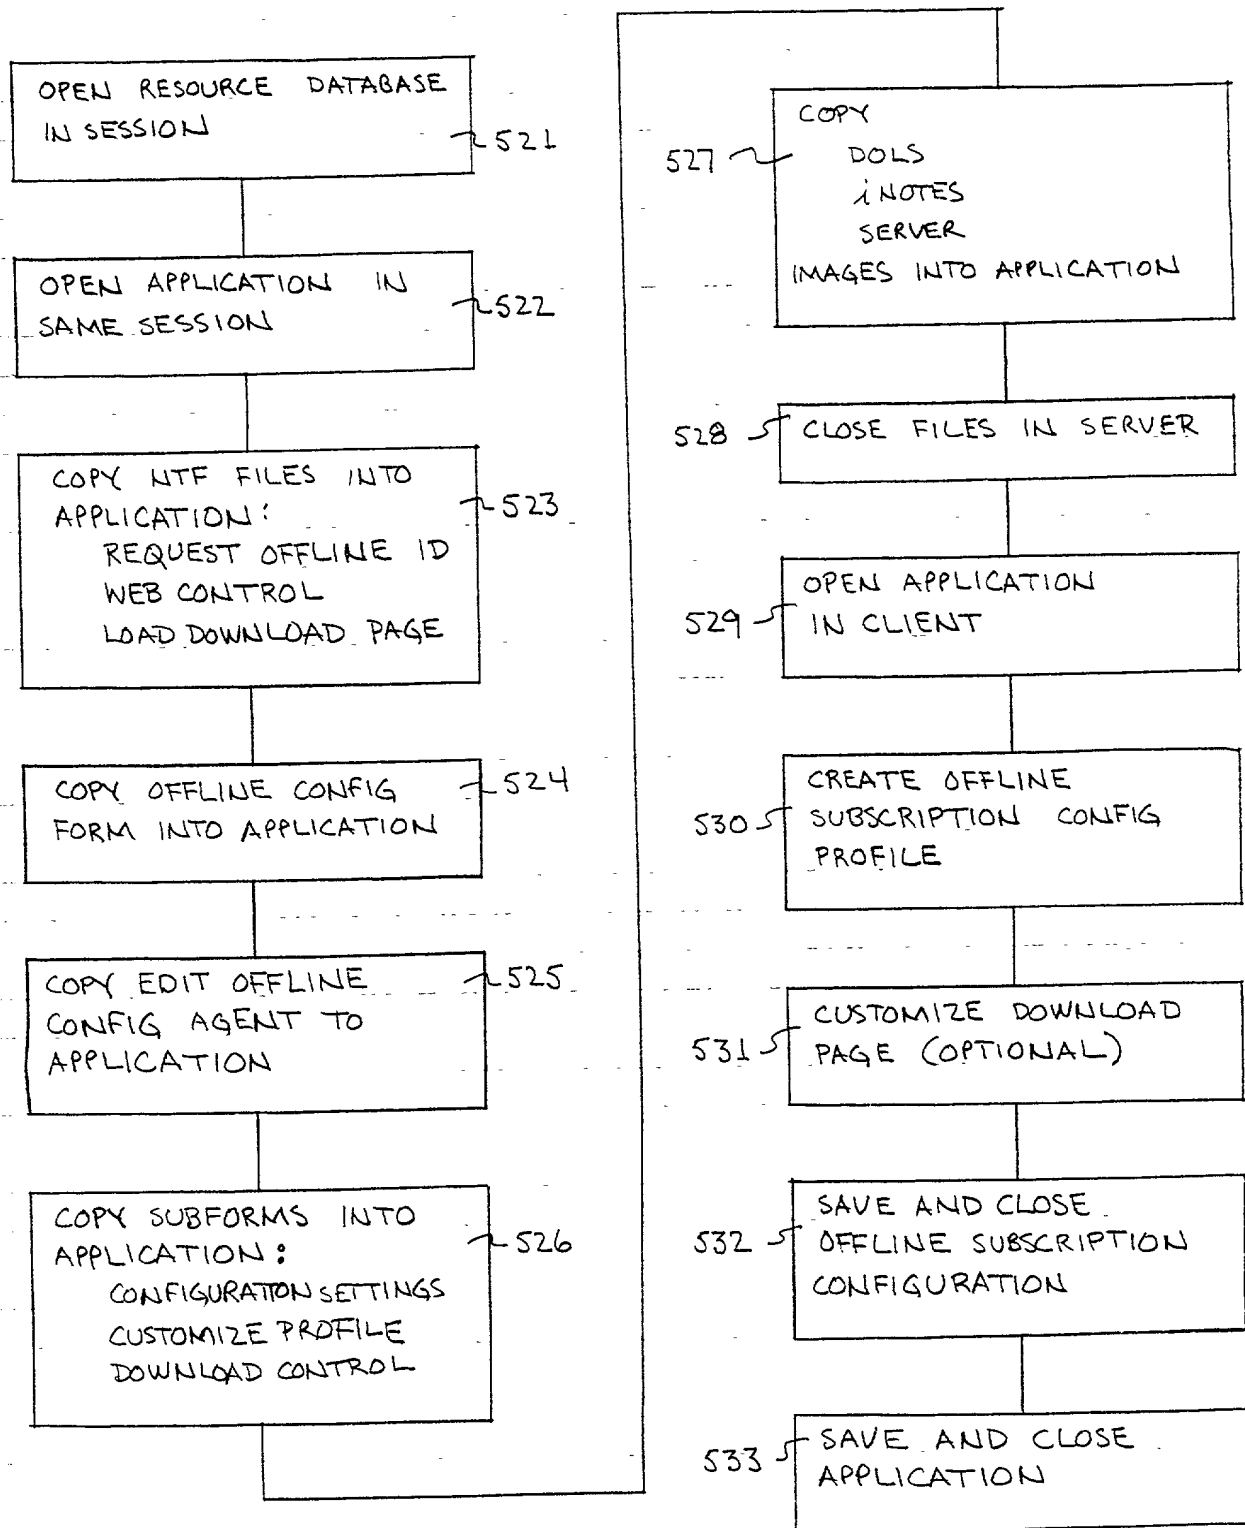 OPEN RESOURCE DATABASE
IN SESSION
521
OPEN APPLICATION IN
SAME SESSION
522
COPY NTF FILES INTO
APPLICATION:
523
REQUEST OFFLINE ID
WEB CONTROL
LOAD DOWNLOAD PAGE
COPY OFFLINE CONFIG
524
FORM INTO APPLICATION
COPY EDIT OFFLINE
525
CONFIG AGENT TO
APPLICATION
COPY SUBFORMS INTO
APPLICATION:
526
CONFIGURATION SETTINGS
CUSTOMIZE PROFILE
DOWNLOAD CONTROL
COPY
527
DOLS
iNOTES
SERVER
IMAGES INTO APPLICATION
528
CLOSE FILES IN SERVER
OPEN APPLICATION
529
IN CLIENT
CREATE OFFLINE
530
SUBSCRIPTION CONFIG
PROFILE
CUSTOMIZE DOWNLOAD
531
PAGE (OPTIONAL)
SAVE AND CLOSE
532
OFFLINE SUBSCRIPTION
CONFIGURATION
533
SAVE AND CLOSE
APPLICATION